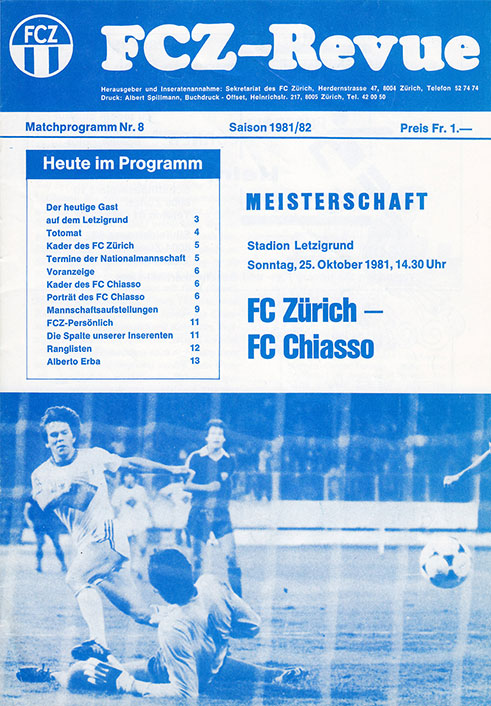 FCZ
FCZ-Revue
Herausgeber und Inseratenannahme: Sekretariat des FC Zürich, Herdernstrasse 47, 8004 Zürich, Telefon 52 74 74
Druck: Albert Spillmann, Buchdruck - Offset, Heinrichstr. 217, 8005 Zürich, Tel. 42 00 50
Matchprogramm Nr. 8 Saison 1981/82 Preis Fr. 1.—
Heute im Programm
Der heutige Gast
auf dem Letzigrund 3
Totomat 4
Kader des FC Zürich 5
Termine der Nationalmannschaft 5
Voranzeige 6
Kader des FC Chiasso 6
Porträt des FC Chiasso 6
Mannschaftsaufstellungen 9
FCZ-Persönlich 11
Die Spalte unserer Inserenten 11
Ranglisten 12
Alberto Erba 13
MEISTERSCHAFT
Stadion Letzigrund
Sonntag, 25. Oktober 1981, 14.30 Uhr
FC Zürich –
FC Chiasso